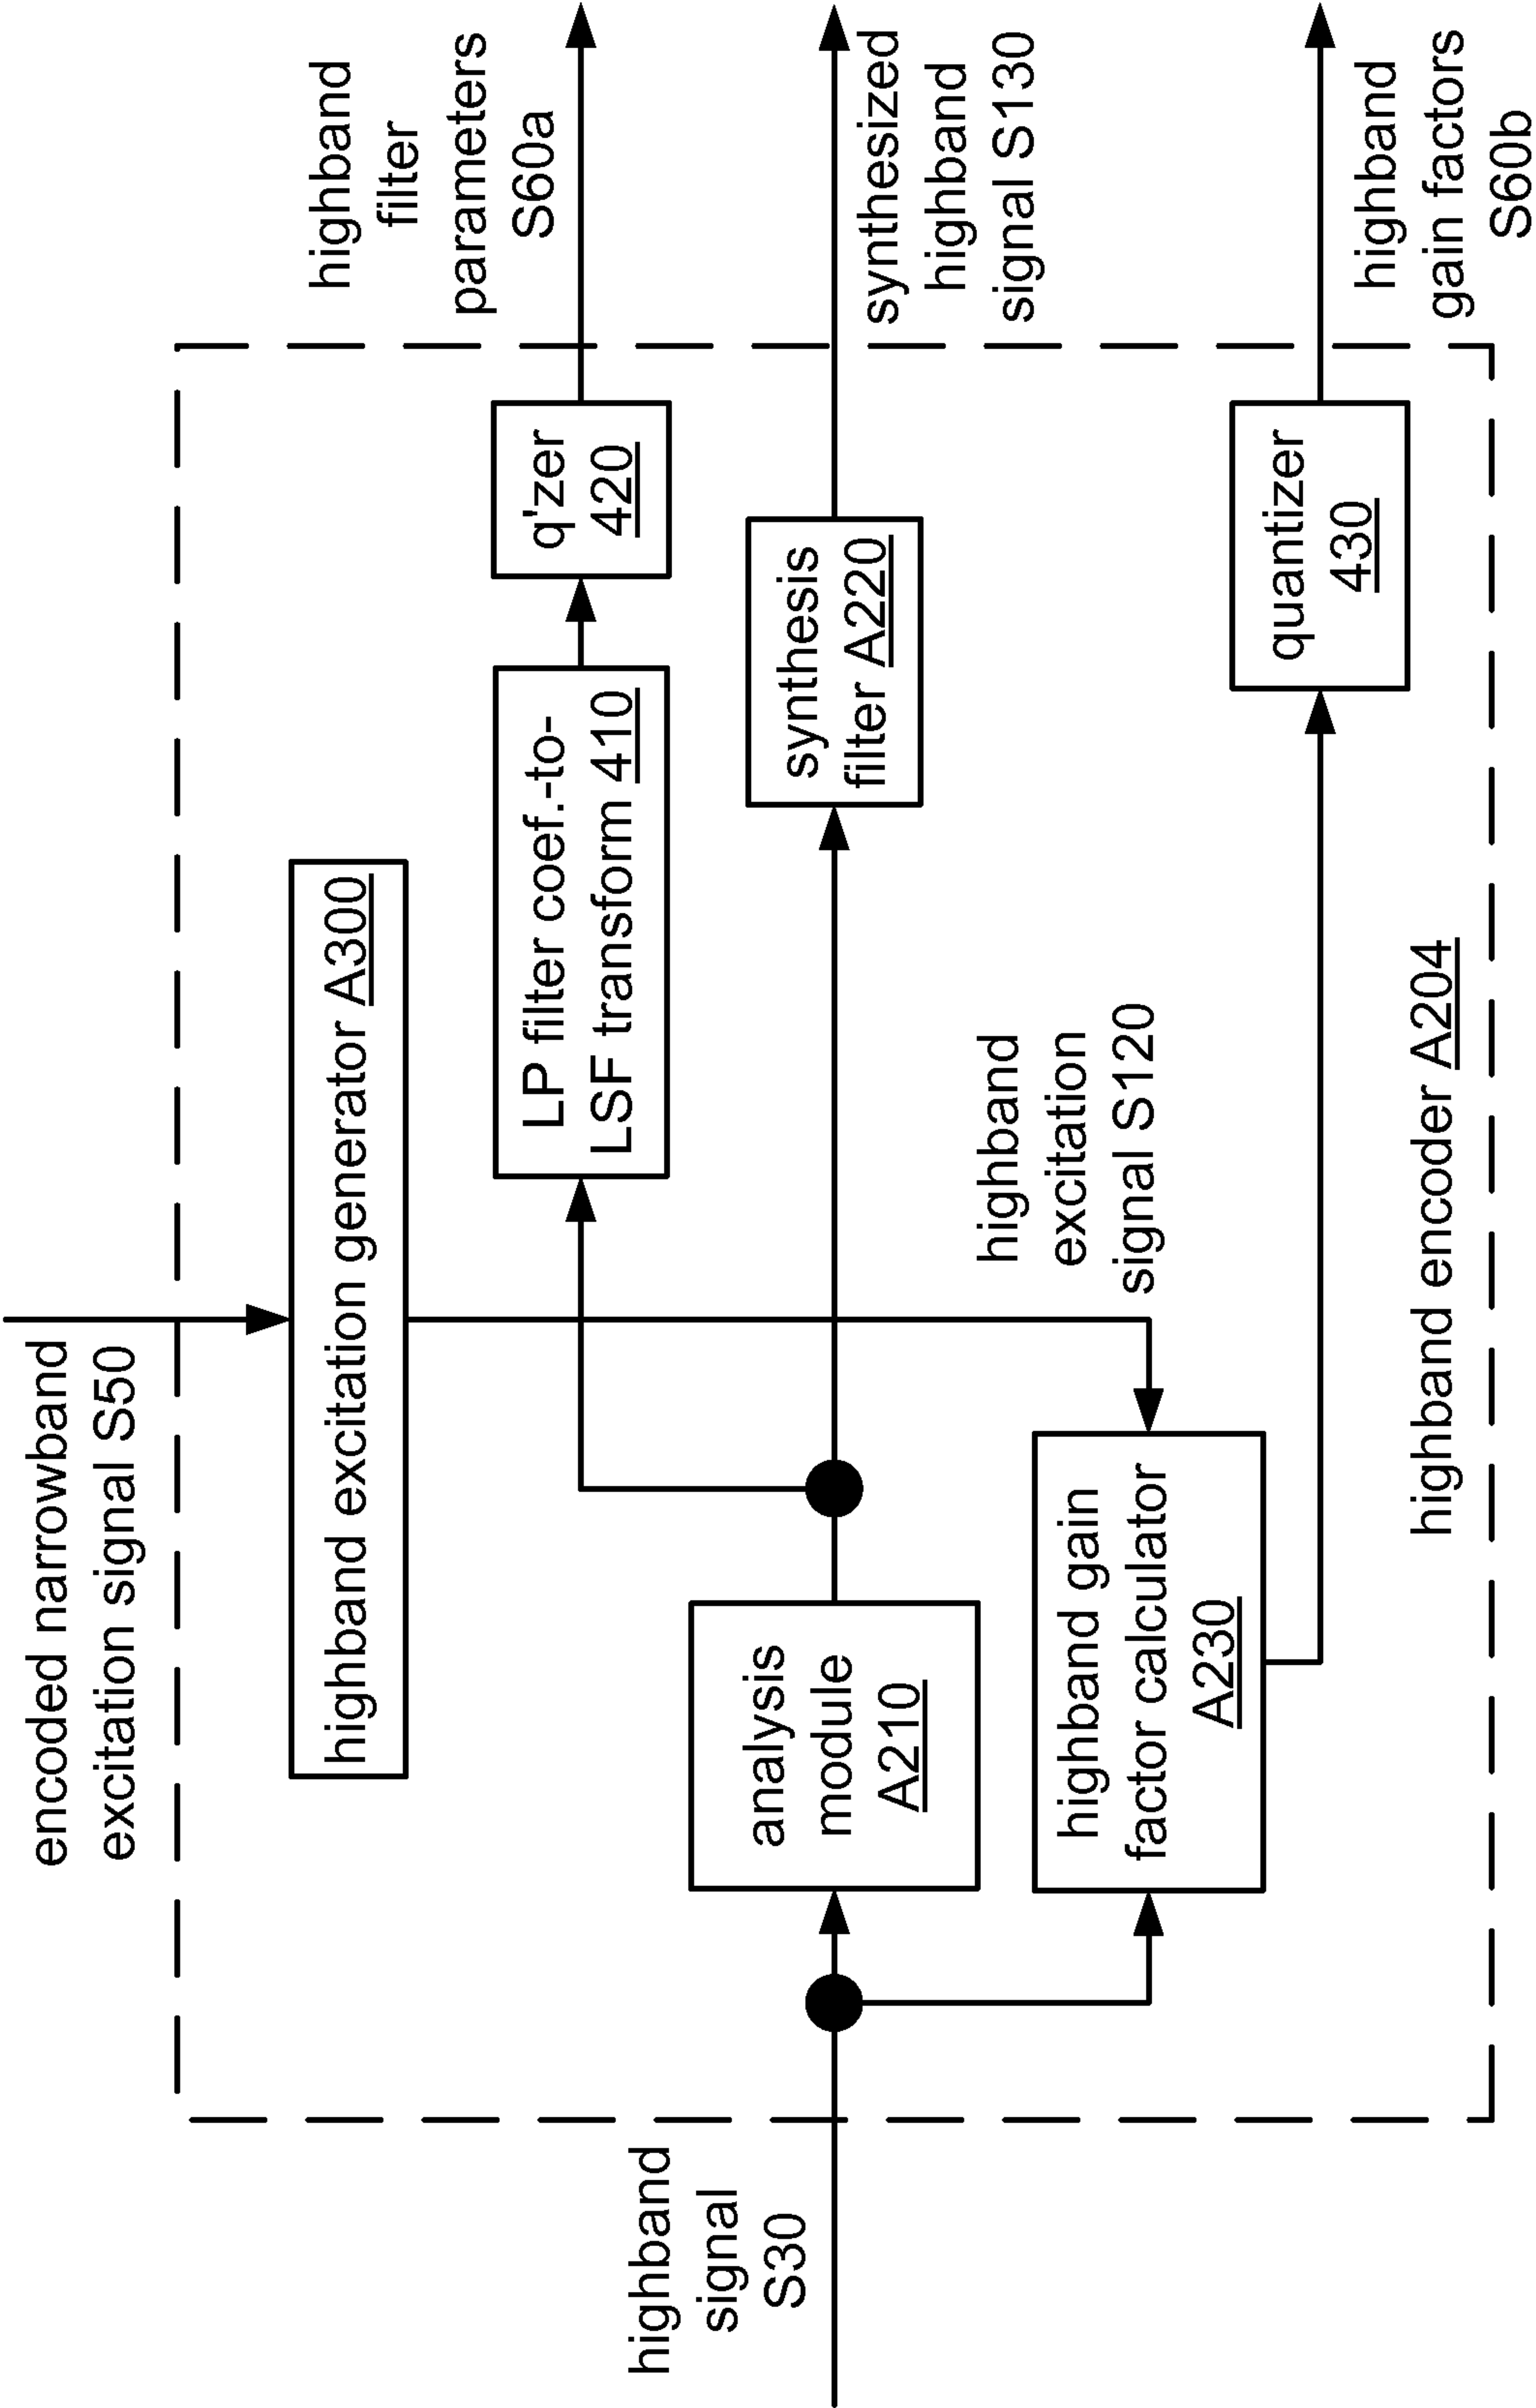 encoded narrowband
excitation signal S50
highband excitation generator A300
highband
filter
parameters
S60a
LP filter coef.-to-
LSF transform 410
q'zer
420
highband
signal
S30
analysis
module
A210
synthesis
filter A220
synthesized
highband
signal S130
highband
excitation
signal S120
highband gain
factor calculator
A230
quantizer
430
highband
gain factors
S60b
highband encoder A204